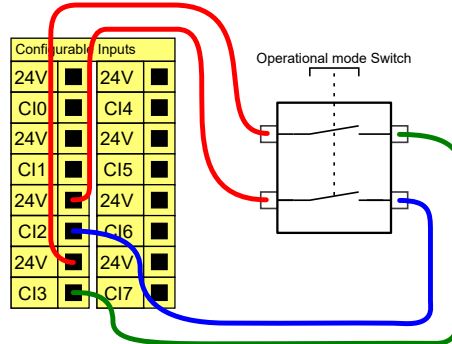 Configurable Inputs
Operational mode Switch
24V 24V
CI0 CI4
24V 24V
CI1 CI5
24V 24V
CI2 CI6
24V 24V
CI3 CI7